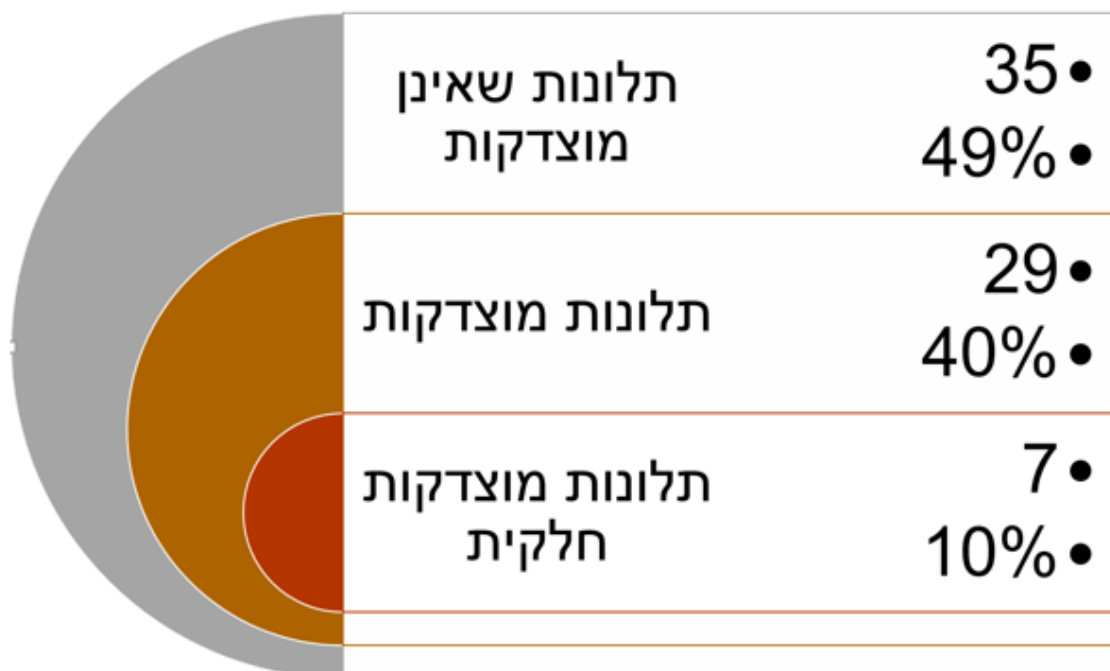 תלונות שאינן
מוצדקות
• 35
• 49%
תלונות מוצדקות
• 29
• 40%
תלונות מוצדקות
חלקית
• 7
• 10%